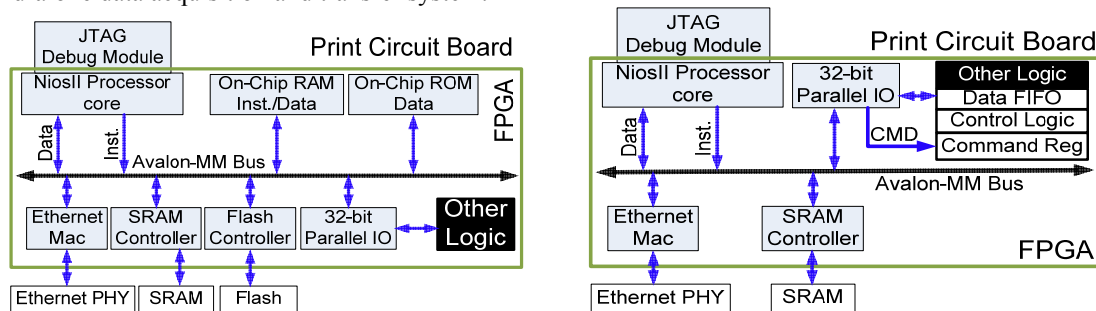 JTAG
Debug Module
Print Circuit Board
NiosII Processor
core
On-Chip RAM
Inst./Data
On-Chip ROM
Data
FPGA
Data
Inst.
Avalon-MM Bus
Ethernet
Mac
SRAM
Controller
Flash
Controller
32-bit
Parallel IO
Other
Logic
Ethernet PHY
SRAM
Flash
JTAG
Debug Module
Print Circuit Board
NiosII Processor
core
32-bit
Parallel IO
Other Logic
Data FIFO
Control Logic
Command Reg
CMD
Data
Inst.
Avalon-MM Bus
Ethernet
Mac
SRAM
Controller
FPGA
Ethernet PHY
SRAM